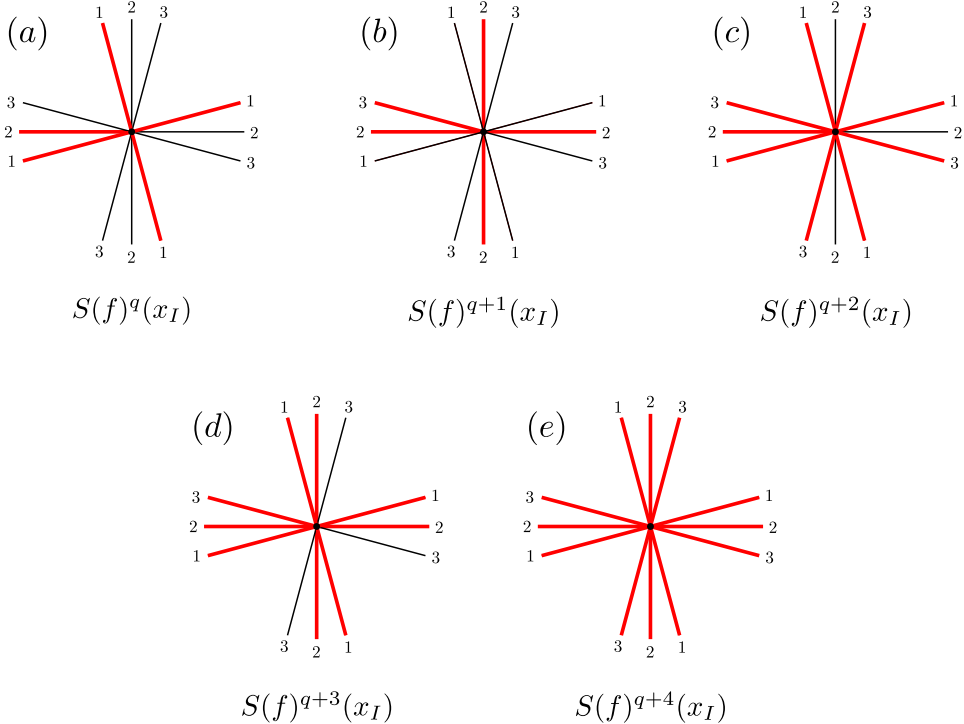 (a) 1 2 3 (b) 1 2 3 (c) 1 2 3
3 1 3 1 3 1
2 2 2 2 2 2
1 3 1 3 1 3
3 2 1 3 2 1 3 2 1
S(f)^q(x_I) S(f)^{q+1}(x_I) S(f)^{q+2}(x_I)
(d) 1 2 3 (e) 1 2 3
3 1 3 1
2 2 2 2
1 3 1 3
3 2 1 3 2 1
S(f)^{q+3}(x_I) S(f)^{q+4}(x_I)